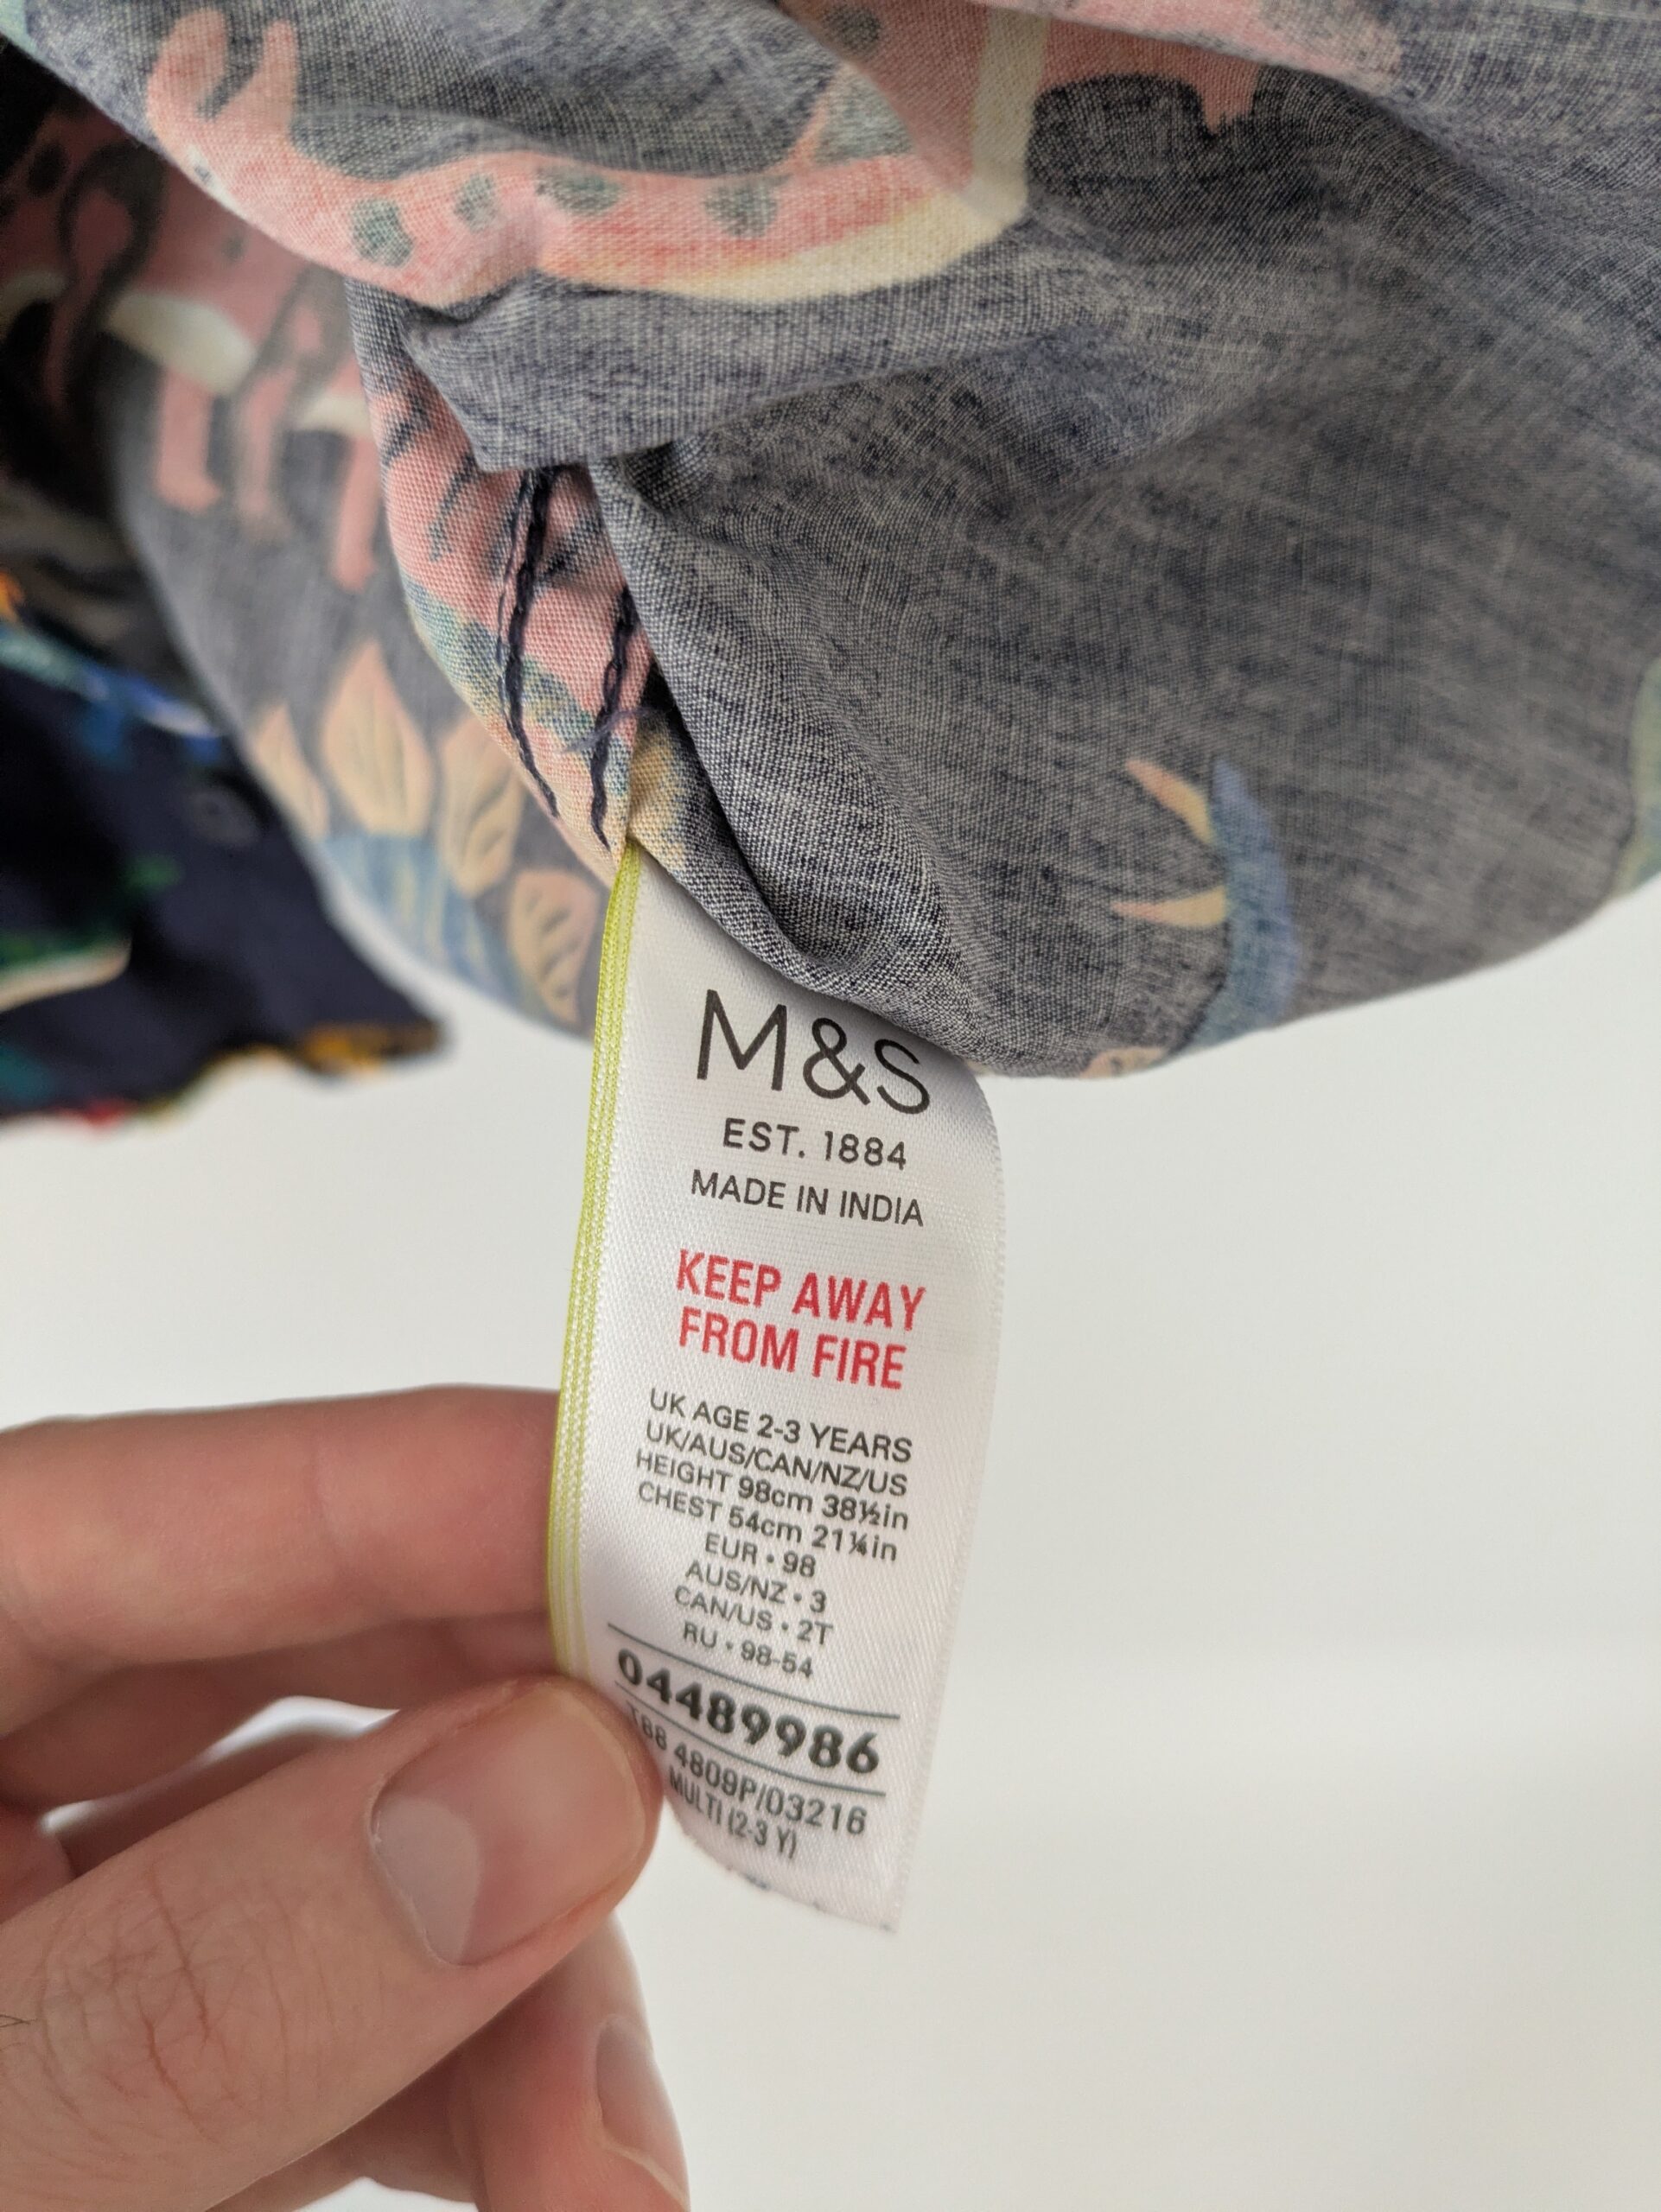 M&S
EST. 1884
MADE IN INDIA
KEEP AWAY
FROM FIRE
UK AGE 2-3 YEARS
UK/AUS/CAN/NZ/US
HEIGHT 98cm 38½in
CHEST 54cm 21¼in
EUR • 98
AUS/NZ • 3
CAN/US • 2T
RU • 98-54
04489986
T88 4809P/03216
MULTI (2-3 Y)